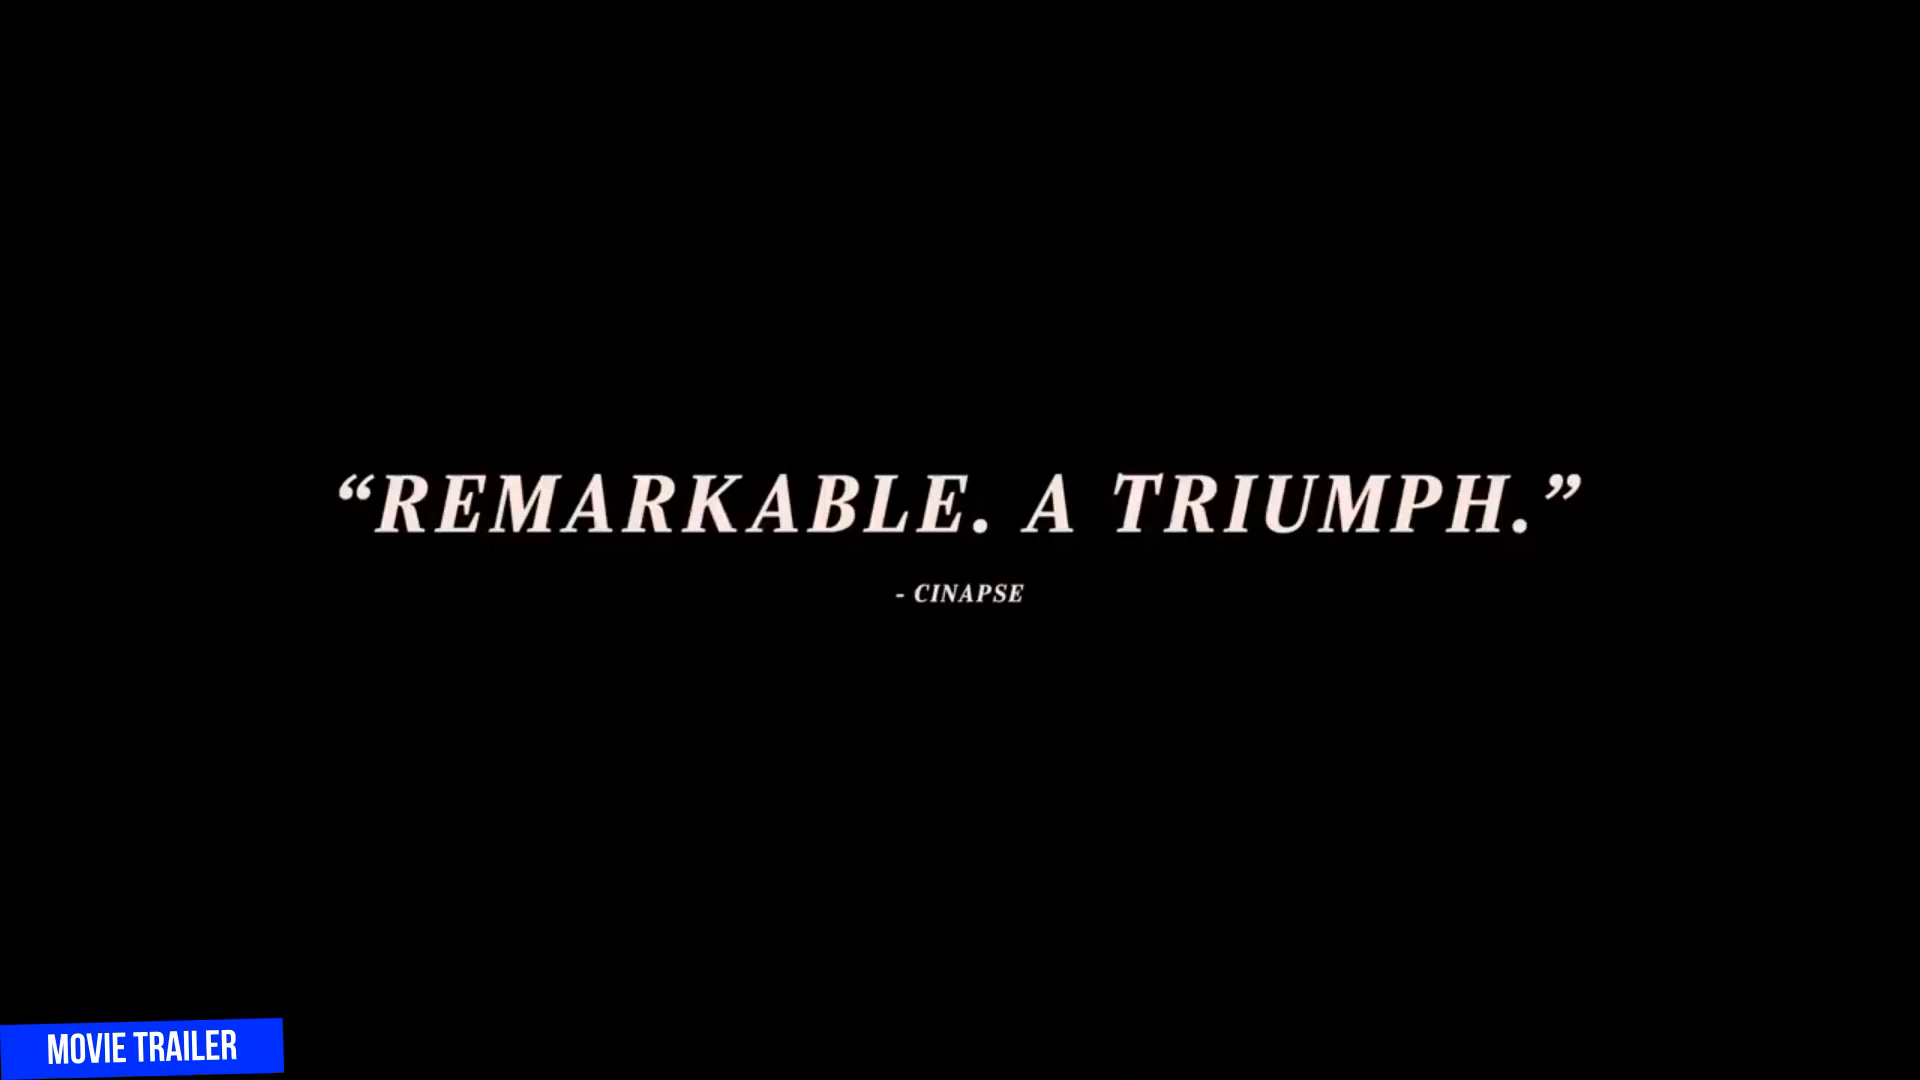 “REMARKABLE. A TRIUMPH.”
- CINAPSE
MOVIE TRAILER